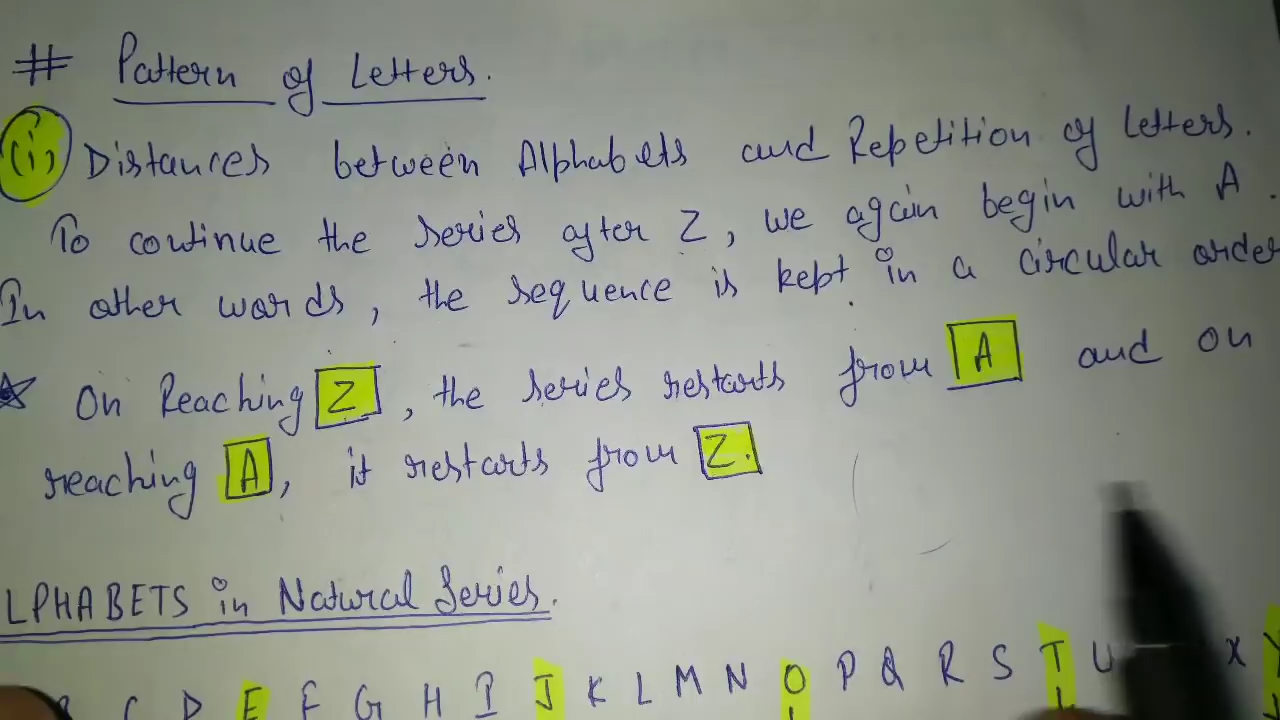 # Pattern of Letters.
(i) Distances between Alphabets and Repetition of Letters.
To continue the series after Z, we again begin with A.
In other words, the sequence is kept in a circular order
☆ On Reaching Z, the series restarts from A and on
reaching A, it restarts from Z.
LPHABETS in Natural Series.
B C D E F G H I J K L M N O P Q R S T U X Y